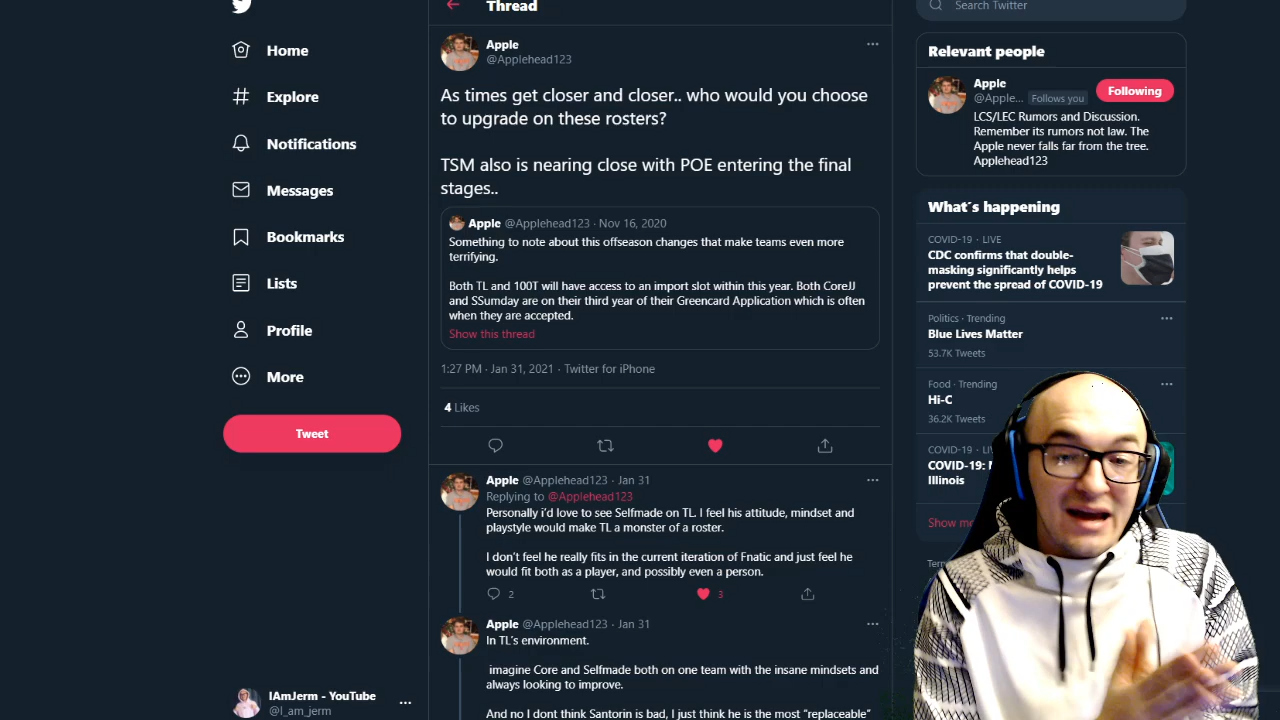 Thread
Search Twitter
Home
Explore
Notifications
Messages
Bookmarks
Lists
Profile
More
Tweet
IAmJerm - YouTube
@I_am_jerm
Apple
@Applehead123
As times get closer and closer.. who would you choose
to upgrade on these rosters?
TSM also is nearing close with POE entering the final
stages..
Apple @Applehead123 · Nov 16, 2020
Something to note about this offseason changes that make teams even more
terrifying.
Both TL and 100T will have access to an import slot within this year. Both CoreJJ
and SSumday are on their third year of their Greencard Application which is often
when they are accepted.
Show this thread
1:27 PM · Jan 31, 2021 · Twitter for iPhone
4 Likes
Apple @Applehead123 · Jan 31
Replying to @Applehead123
Personally i'd love to see Selfmade on TL. I feel his attitude, mindset and
playstyle would make TL a monster of a roster.
I don't feel he really fits in the current iteration of Fnatic and just feel he
would fit both as a player, and possibly even a person.
2
3
Apple @Applehead123 · Jan 31
In TL's environment.
imagine Core and Selfmade both on one team with the insane mindsets and
always looking to improve.
And no I dont think Santorin is bad, I just think he is the most "replaceable"
Relevant people
Apple
@Apple... Follows you
Following
LCS/LEC Rumors and Discussion.
Remember its rumors not law. The
Apple never falls far from the tree.
Applehead123
What´s happening
COVID-19 · LIVE
CDC confirms that double-
masking significantly helps
prevent the spread of COVID-19
Politics · Trending
Blue Lives Matter
53.7K Tweets
Food · Trending
Hi-C
36.2K Tweets
COVID-19 · LIV
COVID-19:
Illinois
Show